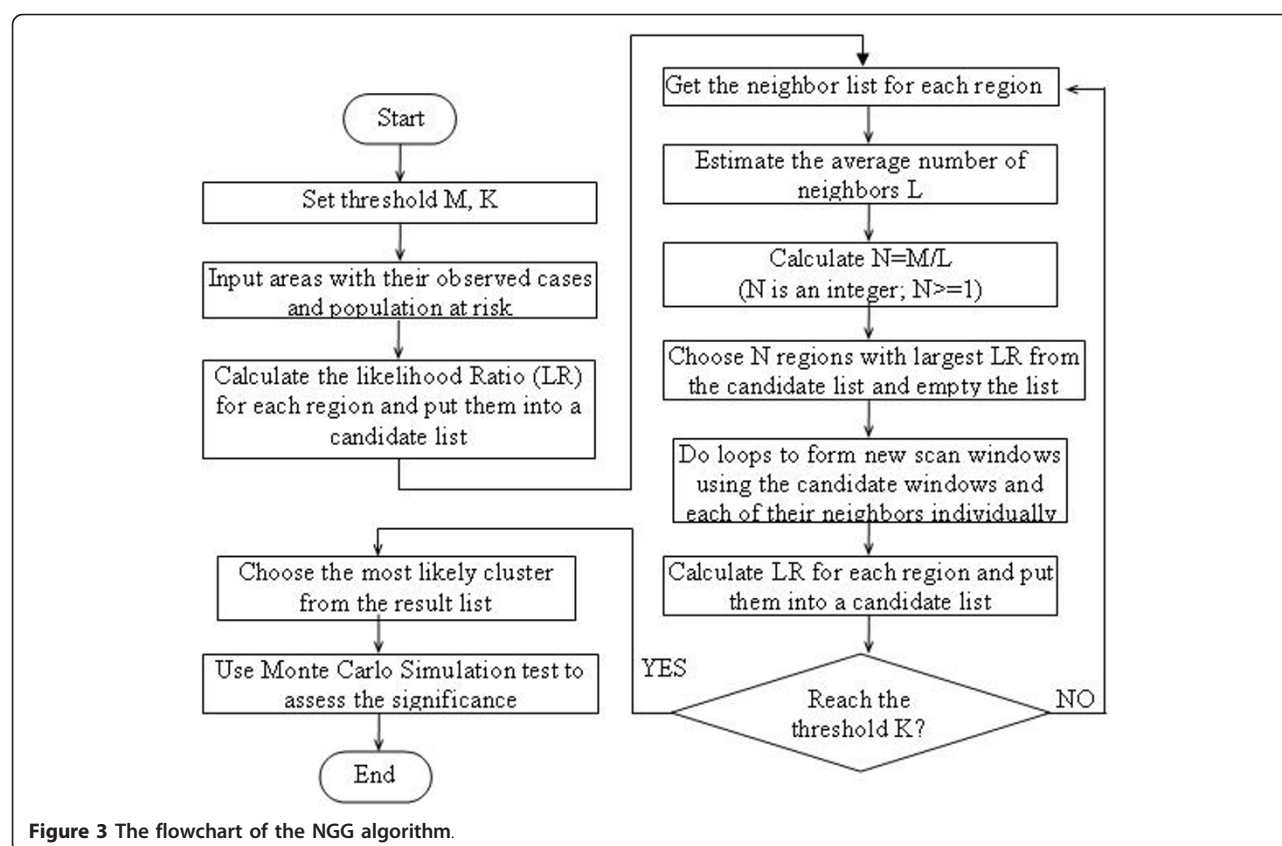 Start
Set threshold M, K
Input areas with their observed cases
and population at risk
Calculate the likelihood Ratio (LR)
for each region and put them into a
candidate list
Get the neighbor list for each region
Estimate the average number of
neighbors L
Calculate N=M/L
(N is an integer; N>=1)
Choose N regions with largest LR from
the candidate list and empty the list
Do loops to form new scan windows
using the candidate windows and
each of their neighbors individually
Calculate LR for each region and put
them into a candidate list
Reach the
threshold K?
YES
NO
Choose the most likely cluster
from the result list
Use Monte Carlo Simulation test to
assess the significance
End
Figure 3 The flowchart of the NGG algorithm.